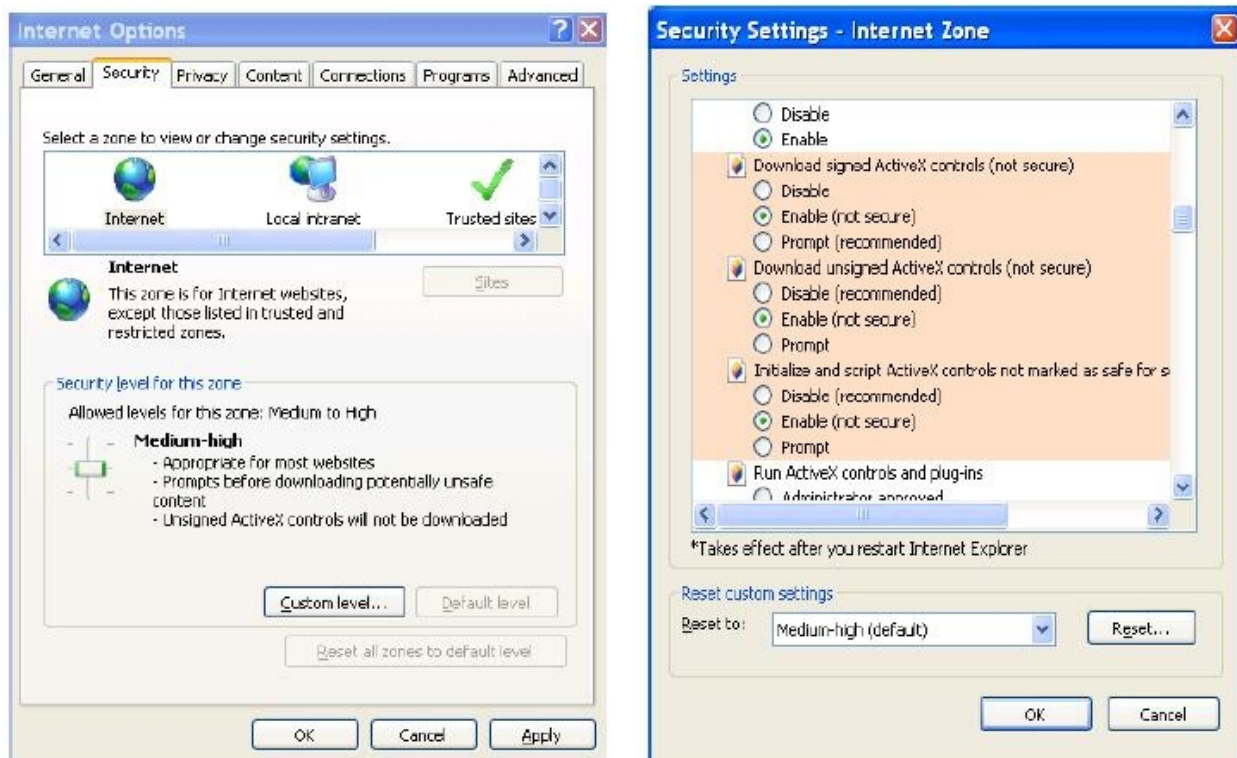 Internet Options
General Security Privacy Content Connections Programs Advanced
Select a zone to view or change security settings.
Internet Local intranet Trusted sites
Internet
This zone is for Internet websites,
except those listed in trusted and
restricted zones.
Sites
Security level for this zone
Allowed levels for this zone: Medium to High
Medium-high
- Appropriate for most websites
- Prompts before downloading potentially unsafe
content
- Unsigned ActiveX controls will not be downloaded
Custom level... Default level
Reset all zones to default level
OK Cancel Apply
Security Settings - Internet Zone
Settings
Disable
Enable
Download signed ActiveX controls (not secure)
Disable
Enable (not secure)
Prompt (recommended)
Download unsigned ActiveX controls (not secure)
Disable (recommended)
Enable (not secure)
Prompt
Initialize and script ActiveX controls not marked as safe for s
Disable (recommended)
Enable (not secure)
Prompt
Run ActiveX controls and plug-ins
Administrator approved
*Takes effect after you restart Internet Explorer
Reset custom settings
Reset to: Medium-high (default) Reset...
OK Cancel